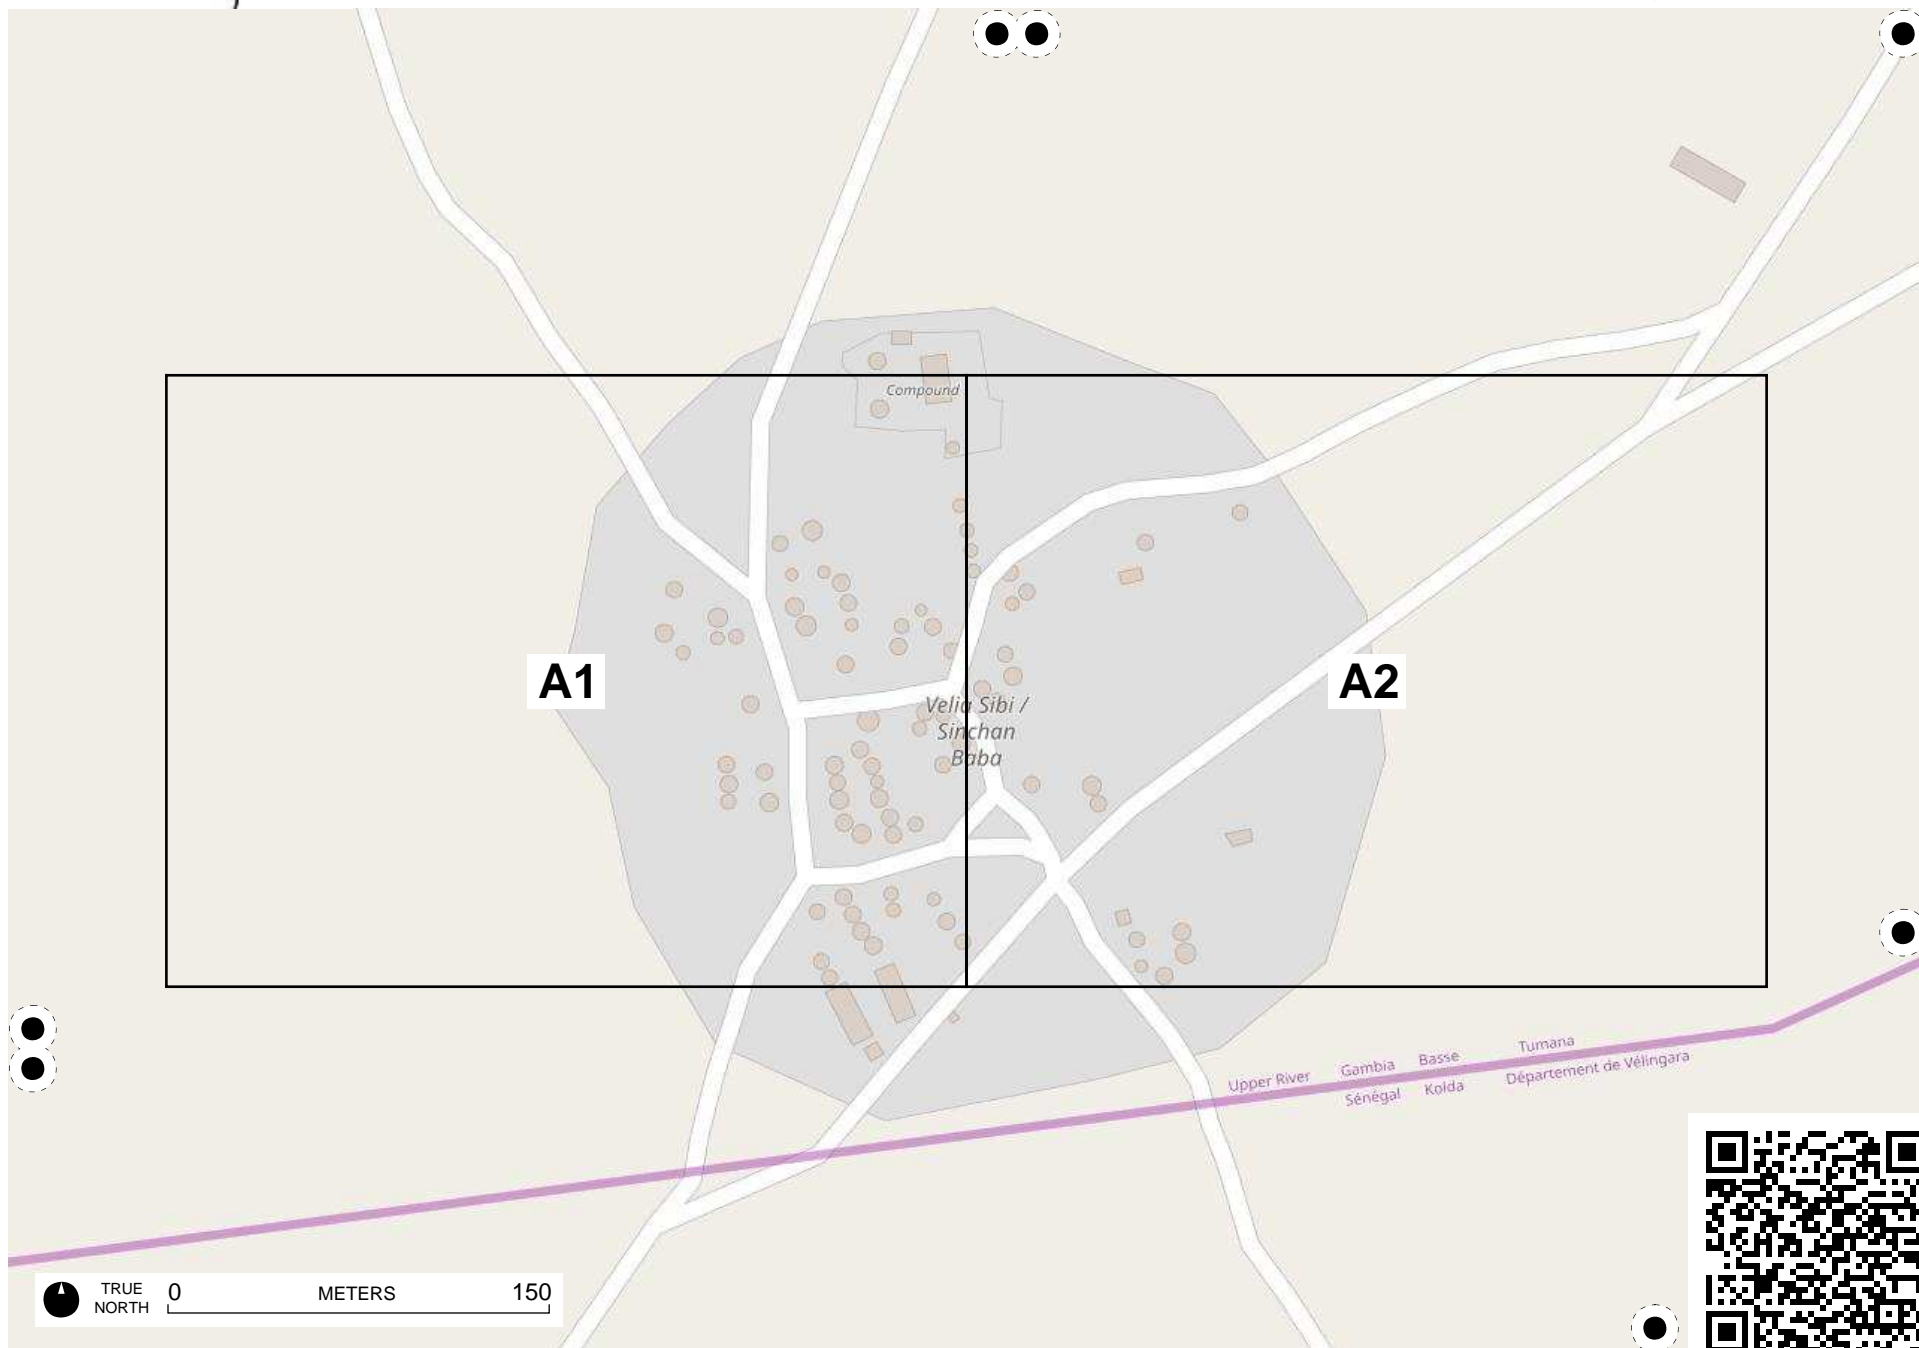 Compound
A1
A2
Velia Sibi /
Sinchan
Baba
Upper River Gambia Basse Tumana
Sénégal Kolda Département de Vélingara
TRUE
NORTH
0 METERS 150